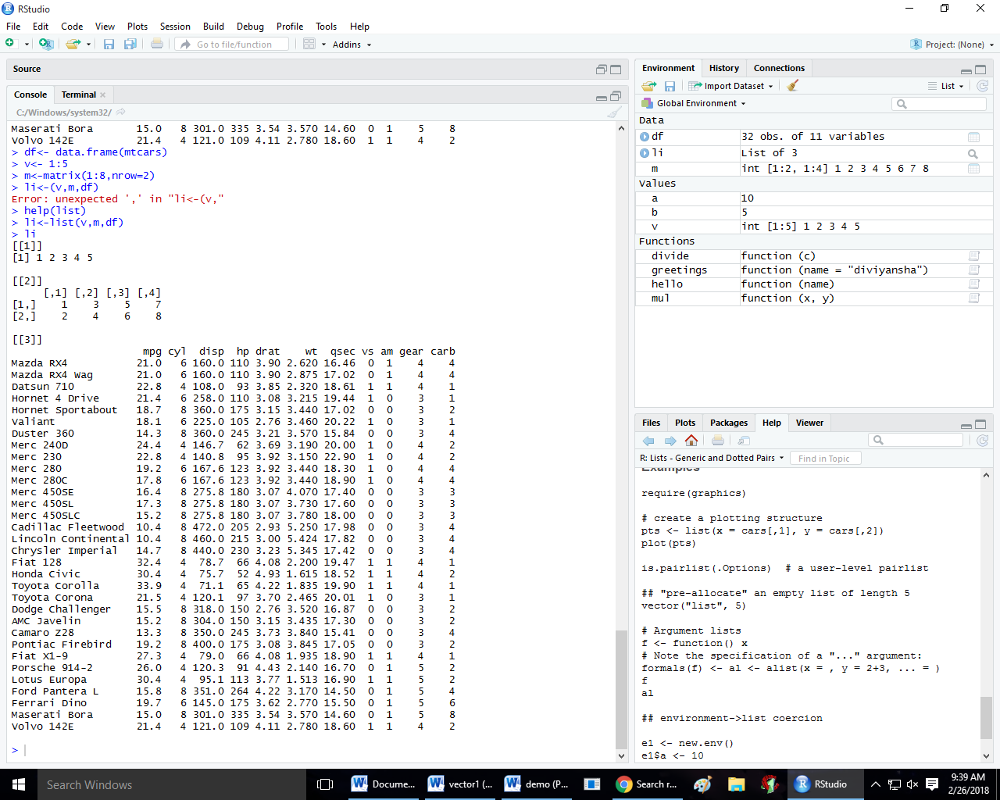 RStudio
File Edit Code View Plots Session Build Debug Profile Tools Help
Go to file/function Addins Project: (None)
Source
Console Terminal
C:/Windows/system32/
Maserati Bora 15.0 8 301.0 335 3.54 3.570 14.60 0 1 5 8
Volvo 142E 21.4 4 121.0 109 4.11 2.780 18.60 1 1 4 2
> df<- data.frame(mtcars)
> v<- 1:5
> m<-matrix(1:8,nrow=2)
> li<-(v,m,df)
Error: unexpected ',' in "li<-(v,"
> help(list)
> li<-list(v,m,df)
> li
[[1]]
[1] 1 2 3 4 5
[[2]]
[,1] [,2] [,3] [,4]
[1,] 1 3 5 7
[2,] 2 4 6 8
[[3]]
mpg cyl disp hp drat wt qsec vs am gear carb
Mazda RX4 21.0 6 160.0 110 3.90 2.620 16.46 0 1 4 4
Mazda RX4 Wag 21.0 6 160.0 110 3.90 2.875 17.02 0 1 4 4
Datsun 710 22.8 4 108.0 93 3.85 2.320 18.61 1 1 4 1
Hornet 4 Drive 21.4 6 258.0 110 3.08 3.215 19.44 1 0 3 1
Hornet Sportabout 18.7 8 360.0 175 3.15 3.440 17.02 0 0 3 2
Valiant 18.1 6 225.0 105 2.76 3.460 20.22 1 0 3 1
Duster 360 14.3 8 360.0 245 3.21 3.570 15.84 0 0 3 4
Merc 240D 24.4 4 146.7 62 3.69 3.190 20.00 1 0 4 2
Merc 230 22.8 4 140.8 95 3.92 3.150 22.90 1 0 4 2
Merc 280 19.2 6 167.6 123 3.92 3.440 18.30 1 0 4 4
Merc 280C 17.8 6 167.6 123 3.92 3.440 18.90 1 0 4 4
Merc 450SE 16.4 8 275.8 180 3.07 4.070 17.40 0 0 3 3
Merc 450SL 17.3 8 275.8 180 3.07 3.730 17.60 0 0 3 3
Merc 450SLC 15.2 8 275.8 180 3.07 3.780 18.00 0 0 3 3
Cadillac Fleetwood 10.4 8 472.0 205 2.93 5.250 17.98 0 0 3 4
Lincoln Continental 10.4 8 460.0 215 3.00 5.424 17.82 0 0 3 4
Chrysler Imperial 14.7 8 440.0 230 3.23 5.345 17.42 0 0 3 4
Fiat 128 32.4 4 78.7 66 4.08 2.200 19.47 1 1 4 1
Honda Civic 30.4 4 75.7 52 4.93 1.615 18.52 1 1 4 2
Toyota Corolla 33.9 4 71.1 65 4.22 1.835 19.90 1 1 4 1
Toyota Corona 21.5 4 120.1 97 3.70 2.465 20.01 1 0 3 1
Dodge Challenger 15.5 8 318.0 150 2.76 3.520 16.87 0 0 3 2
AMC Javelin 15.2 8 304.0 150 3.15 3.435 17.30 0 0 3 2
Camaro Z28 13.3 8 350.0 245 3.73 3.840 15.41 0 0 3 4
Pontiac Firebird 19.2 8 400.0 175 3.08 3.845 17.05 0 0 3 2
Fiat X1-9 27.3 4 79.0 66 4.08 1.935 18.90 1 1 4 1
Porsche 914-2 26.0 4 120.3 91 4.43 2.140 16.70 0 1 5 2
Lotus Europa 30.4 4 95.1 113 3.77 1.513 16.90 1 1 5 2
Ford Pantera L 15.8 8 351.0 264 4.22 3.170 14.50 0 1 5 4
Ferrari Dino 19.7 6 145.0 175 3.62 2.770 15.50 0 1 5 6
Maserati Bora 15.0 8 301.0 335 3.54 3.570 14.60 0 1 5 8
Volvo 142E 21.4 4 121.0 109 4.11 2.780 18.60 1 1 4 2
>
Environment History Connections
Import Dataset List
Global Environment
Data
df 32 obs. of 11 variables
li List of 3
m int [1:2, 1:4] 1 2 3 4 5 6 7 8
Values
a 10
b 5
v int [1:5] 1 2 3 4 5
Functions
divide function (c)
greetings function (name = "diviyansha")
hello function (name)
mul function (x, y)
Files Plots Packages Help Viewer
R: Lists - Generic and Dotted Pairs Find in Topic
Examples
require(graphics)
# create a plotting structure
pts <- list(x = cars[,1], y = cars[,2])
plot(pts)
is.pairlist(.Options) # a user-level pairlist
## "pre-allocate" an empty list of length 5
vector("list", 5)
# Argument lists
f <- function() x
# Note the specification of a "..." argument:
formals(f) <- al <- alist(x = , y = 2+3, ... = )
f
al
## environment->list coercion
e1 <- new.env()
e1$a <- 10
Search Windows Docume... vector1 (... demo (P... Search r... RStudio 9:39 AM
2/26/2018